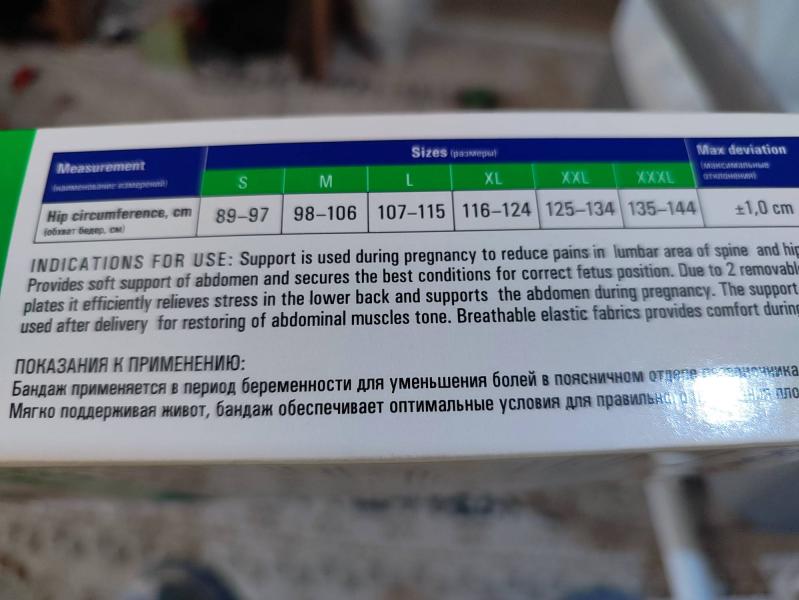 Sizes (размеры)
Measurement
(наименование измерений)
Max deviation
(максимальные
отклонения)
S M L XL XXL XXXL
Hip circumference, cm
(обхват бедер, см)
89–97 98–106 107–115 116–124 125–134 135–144 ±1,0 cm
INDICATIONS FOR USE: Support is used during pregnancy to reduce pains in lumbar area of spine and hip
Provides soft support of abdomen and secures the best conditions for correct fetus position. Due to 2 removabl
plates it efficiently relieves stress in the lower back and supports the abdomen during pregnancy. The support
used after delivery for restoring of abdominal muscles tone. Breathable elastic fabrics provides comfort during
ПОКАЗАНИЯ К ПРИМЕНЕНИЮ:
Бандаж применяется в период беременности для уменьшения болей в поясничном отделе
Мягко поддерживая живот, бандаж обеспечивает оптимальные условия для